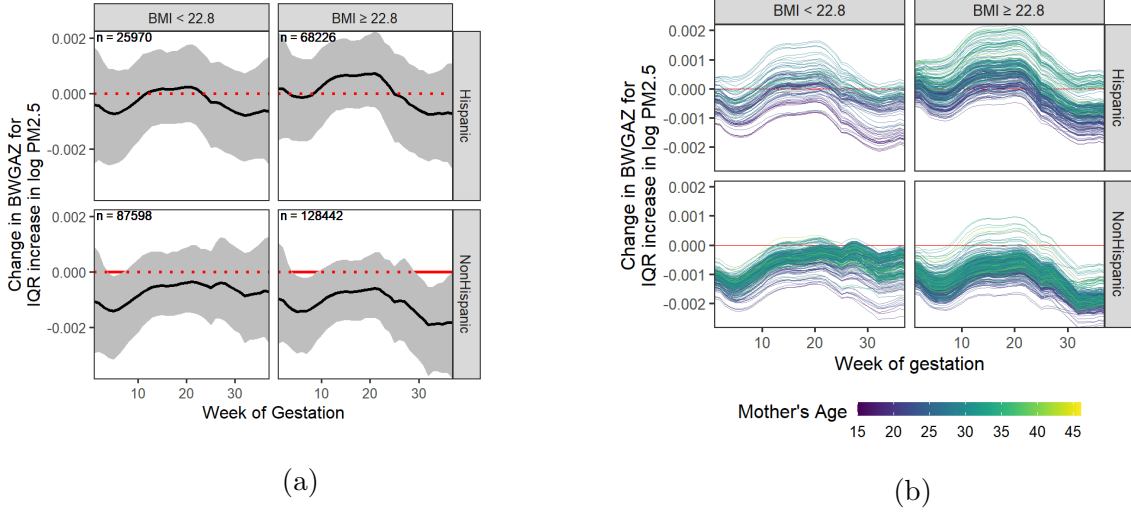 BMI < 22.8
BMI ≥ 22.8
Change in BWGAZ for
IQR increase in log PM2.5
0.002
0.000
-0.002
n = 25970
n = 68226
Hispanic
0.002
0.000
-0.002
n = 87598
n = 128442
NonHispanic
10
20
30
10
20
30
Week of Gestation
(a)
BMI < 22.8
BMI ≥ 22.8
Change in BWGAZ for
IQR increase in log PM2.5
0.002
0.001
0.000
-0.001
-0.002
Hispanic
0.002
0.001
0.000
-0.001
-0.002
NonHispanic
10
20
30
10
20
30
Week of gestation
Mother's Age
15
20
25
30
35
40
45
(b)